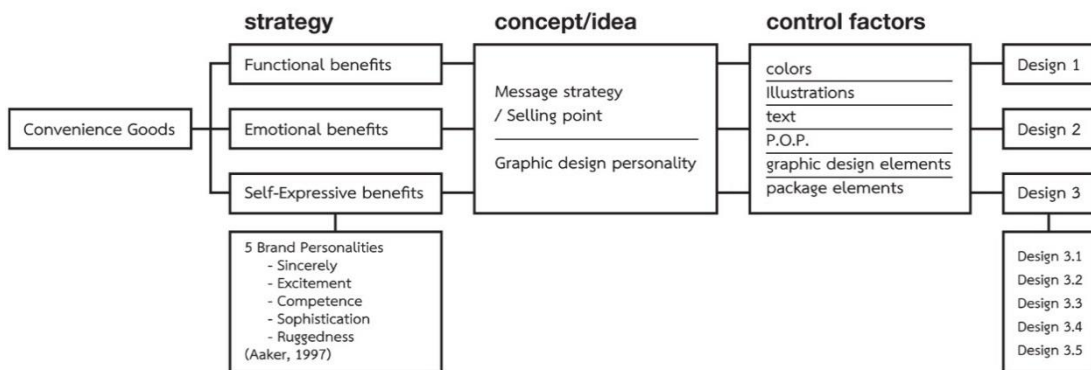 strategy
concept/idea
control factors
Convenience Goods
Functional benefits
Emotional benefits
Self-Expressive benefits
5 Brand Personalities
- Sincerely
- Excitement
- Competence
- Sophistication
- Ruggedness
(Aaker, 1997)
Message strategy
/ Selling point
Graphic design personality
colors
Illustrations
text
P.O.P.
graphic design elements
package elements
Design 1
Design 2
Design 3
Design 3.1
Design 3.2
Design 3.3
Design 3.4
Design 3.5